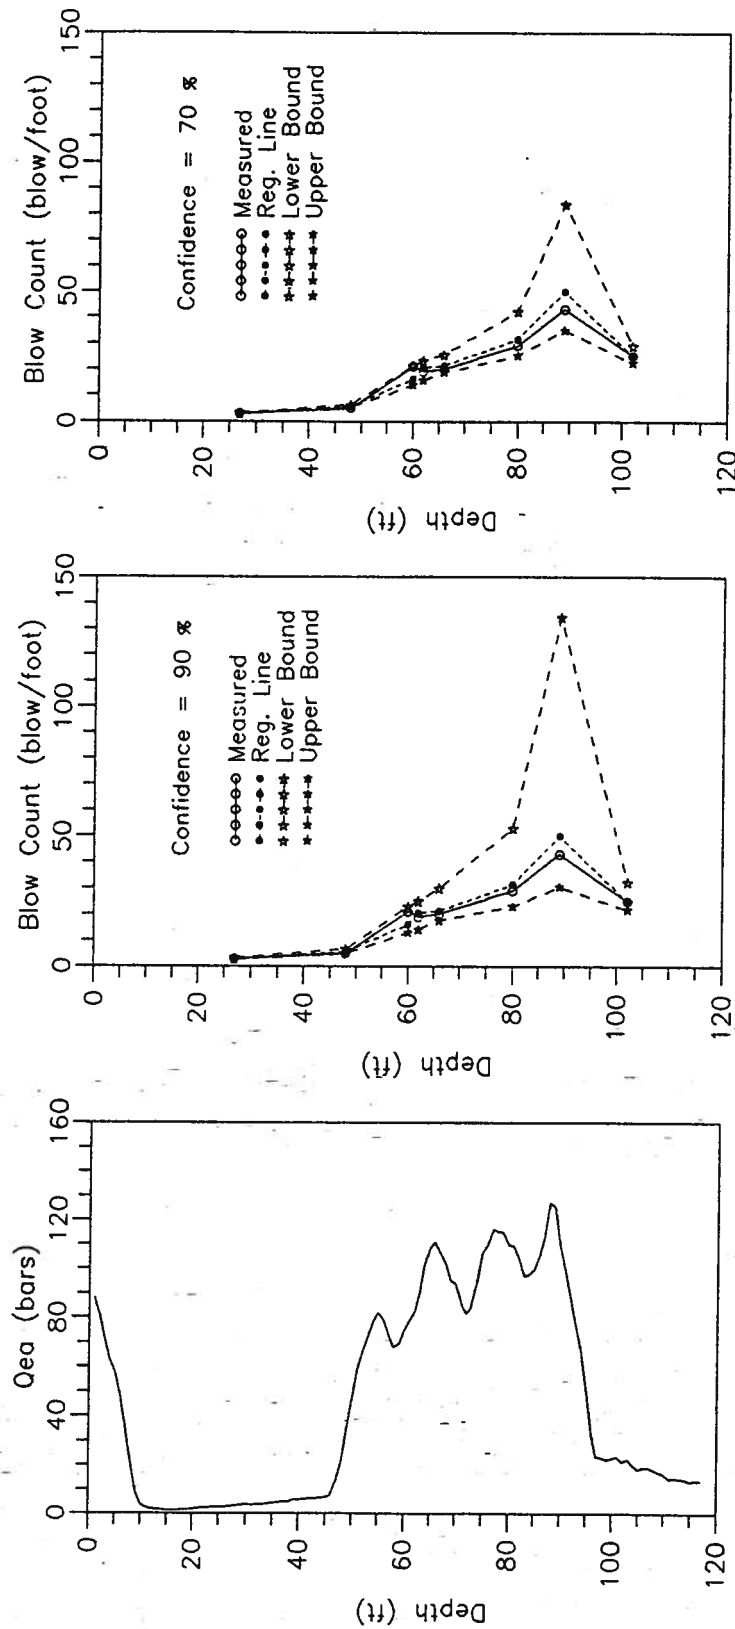 Qea (bars)
0 40 80 120 160
0
20
40
60
80
100
120
Depth (ft)
Blow Count (blow/foot)
0 50 100 150
0
20
40
60
80
100
120
Depth (ft)
Confidence = 90 %
Measured
Reg. Line
Lower Bound
Upper Bound
Blow Count (blow/foot)
0 50 100 150
0
20
40
60
80
100
120
Depth (ft)
Confidence = 70 %
Measured
Reg. Line
Lower Bound
Upper Bound